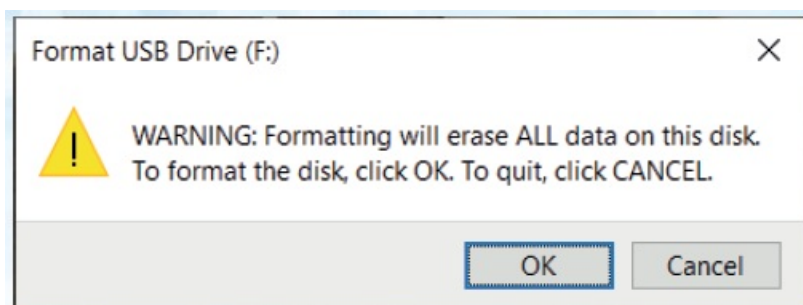 Format USB Drive (F:)
WARNING: Formatting will erase ALL data on this disk.
To format the disk, click OK. To quit, click CANCEL.
OK Cancel